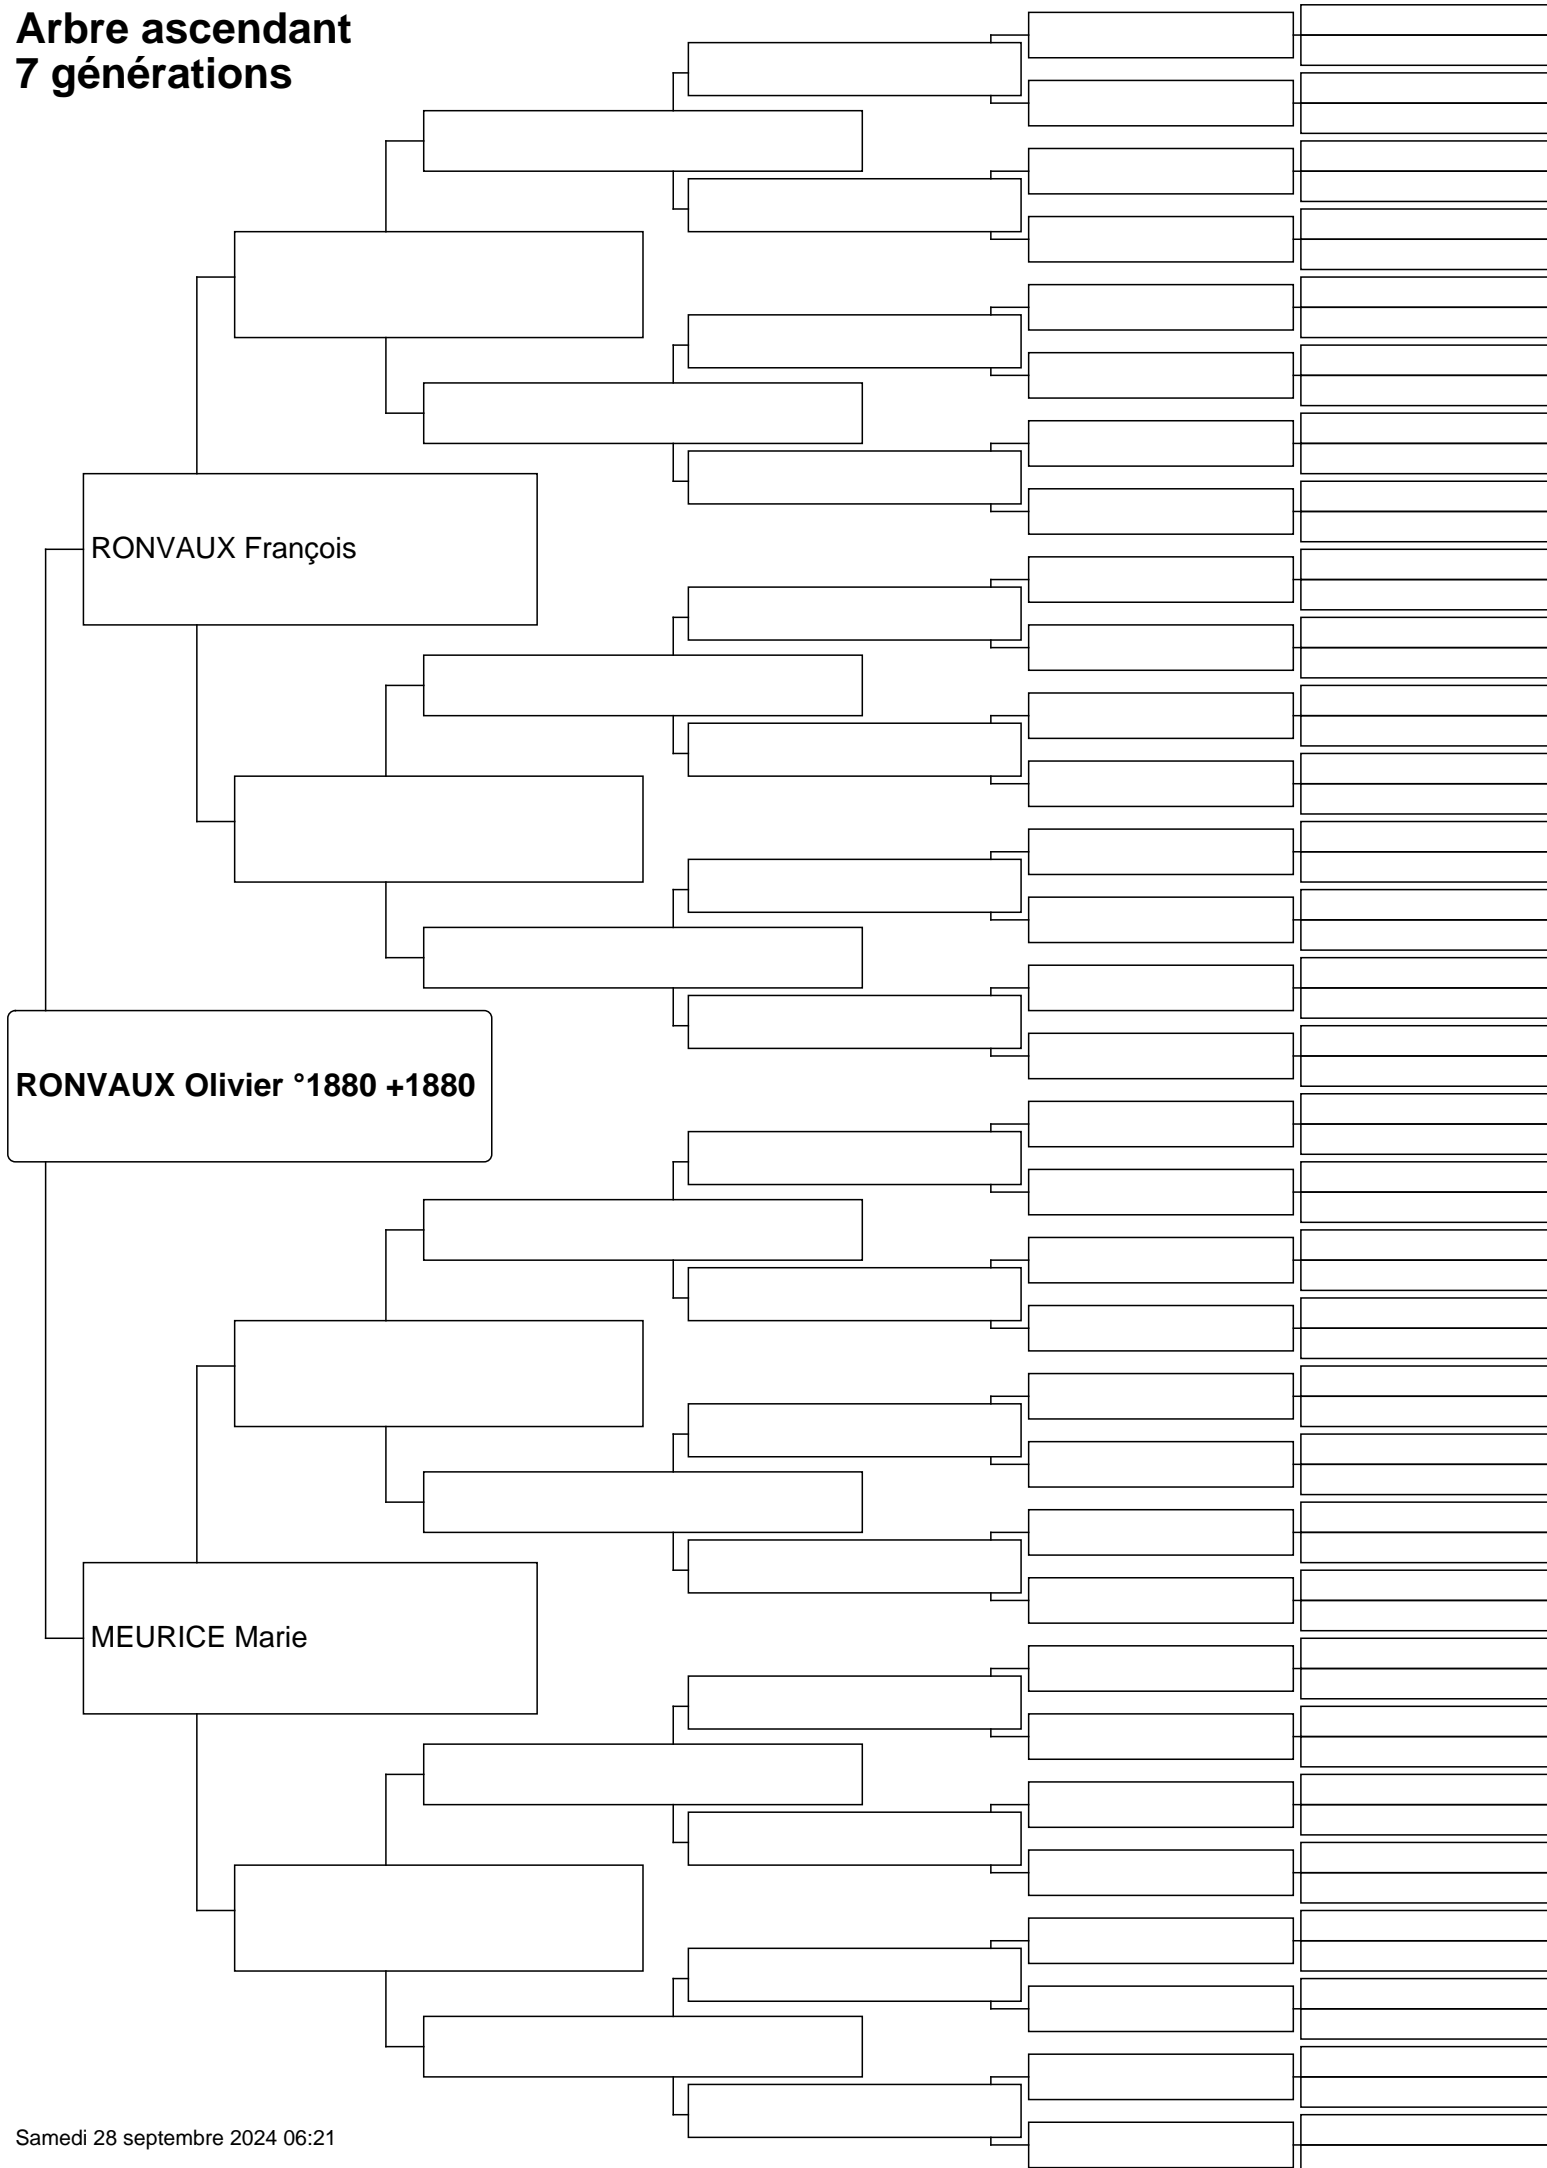 Arbre ascendant
7 générations
RONVAUX François
RONVAUX Olivier °1880 +1880
MEURICE Marie
Samedi 28 septembre 2024 06:21